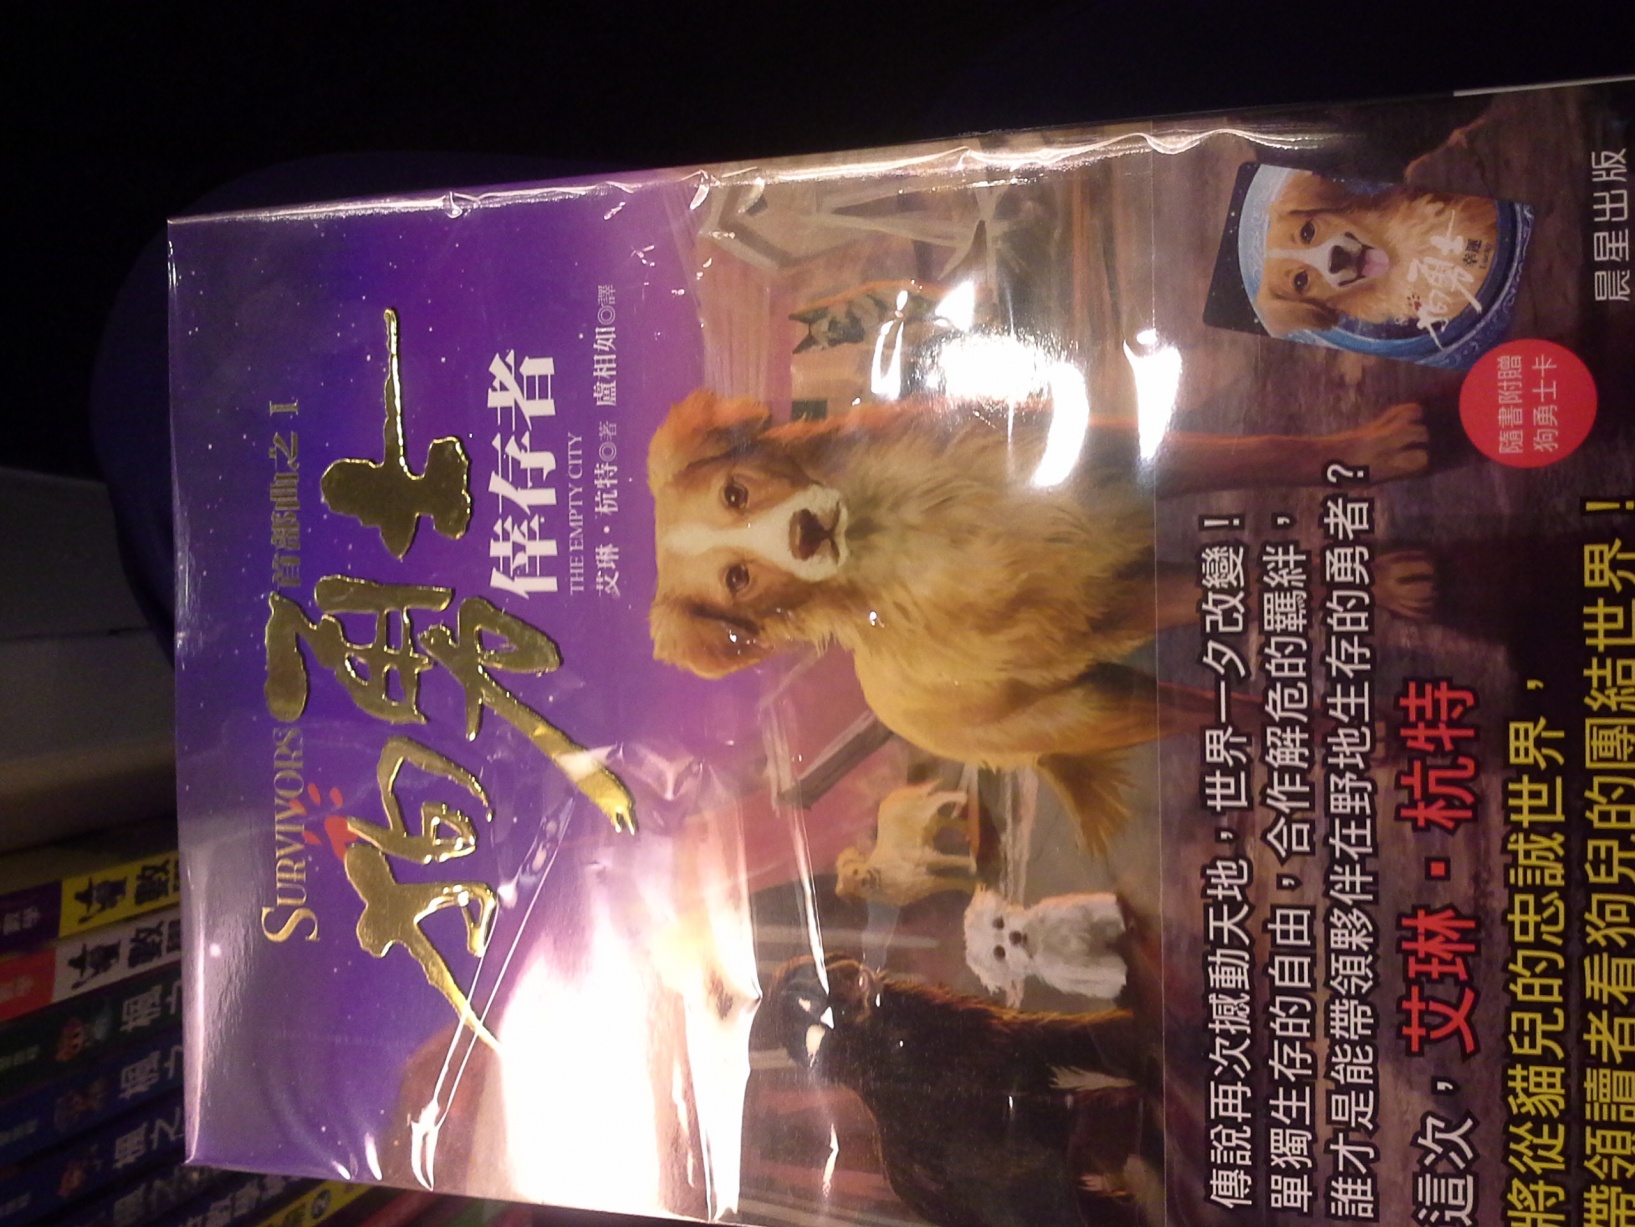 SURVIVORS 首部曲之 I
狗勇士
倖存者
THE EMPTY CITY
艾琳・杭特◎著 盧相如◎譯
傳說再次撼動天地，世界一夕改變！
單獨生存的自由，合作解危的羈絆，
誰才是能帶領夥伴在野地生存的勇者？
這次，艾琳・杭特
將從貓兒的忠誠世界，
帶領讀者看狗兒的團結世界！
隨書附贈
狗勇士卡
狗勇士
幸運
晨星出版